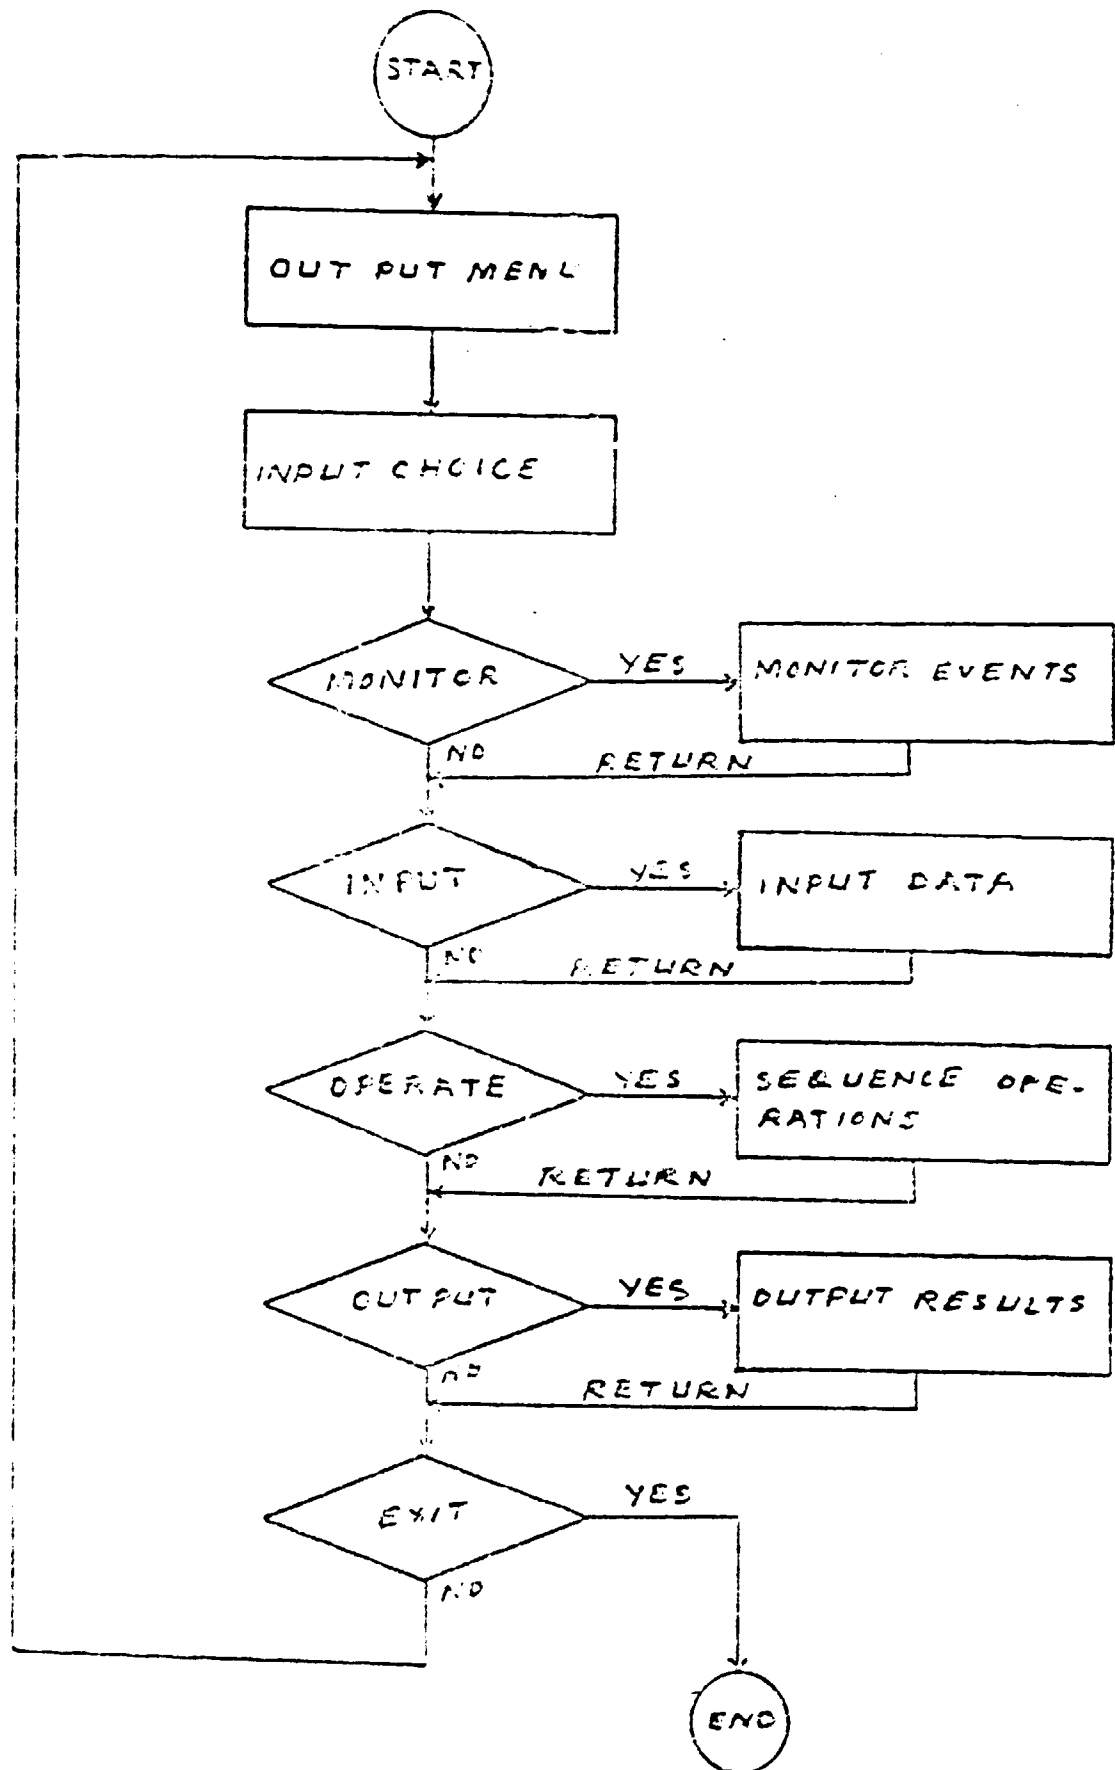 START
OUT PUT MENU
INPUT CHOICE
MONITOR
YES
MONITOR EVENTS
NO
RETURN
INPUT
YES
INPUT DATA
NO
RETURN
OPERATE
YES
SEQUENCE OPE-
RATIONS
NO
RETURN
OUTPUT
YES
OUTPUT RESULTS
NO
RETURN
EXIT
YES
NO
END